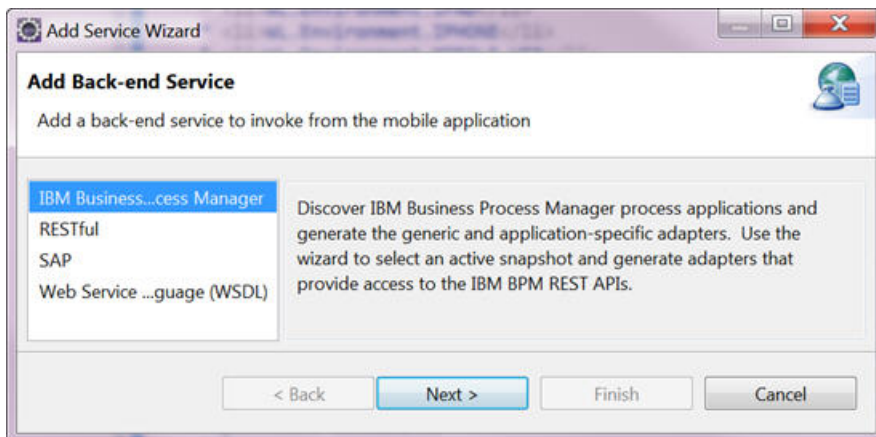 Add Service Wizard
Add Back-end Service
Add a back-end service to invoke from the mobile application
IBM Business...cess Manager
RESTful
SAP
Web Service ...guage (WSDL)
Discover IBM Business Process Manager process applications and
generate the generic and application-specific adapters. Use the
wizard to select an active snapshot and generate adapters that
provide access to the IBM BPM REST APIs.
< Back
Next >
Finish
Cancel